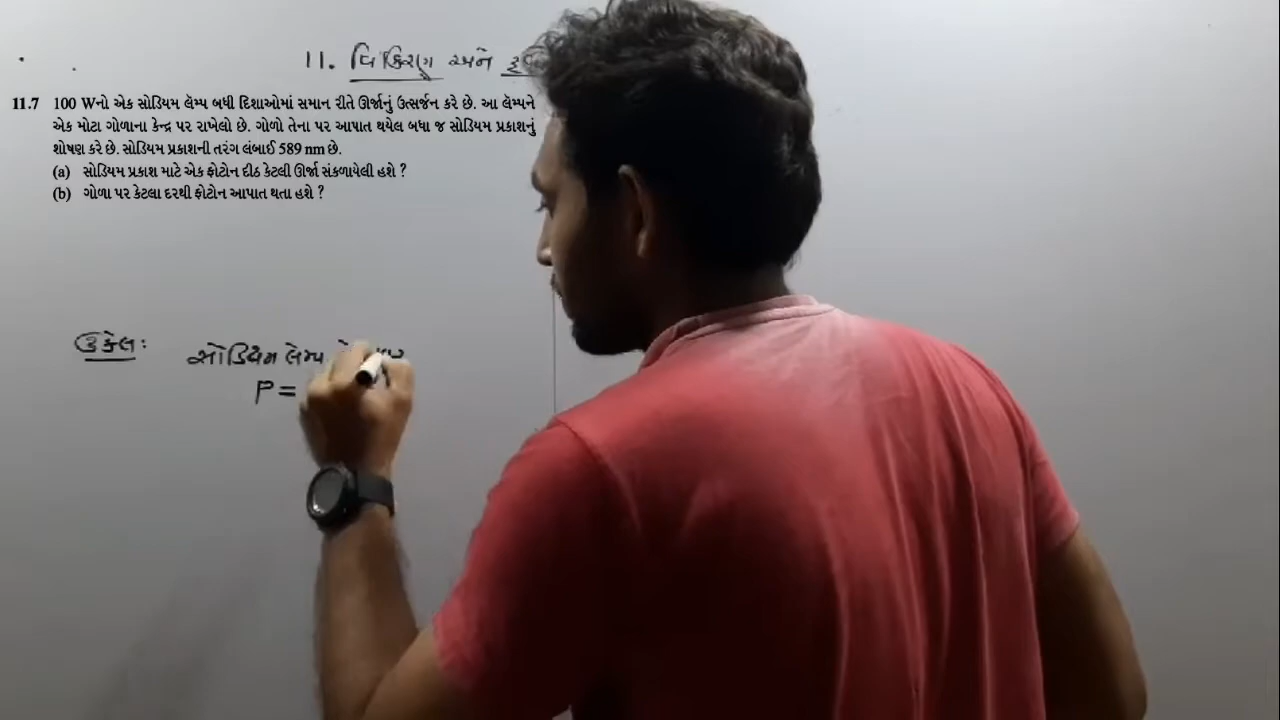 11. વિકિરણ અને
11.7 100 Wનો એક સોડિયમ લૅમ્પ બધી દિશાઓમાં સમાન રીતે ઊર્જાનું ઉત્સર્જન કરે છે. આ લૅમ્પને
એક મોટા ગોળાના કેન્દ્ર પર રાખેલો છે. ગોળો તેના પર આપાત થયેલ બધા જ સોડિયમ પ્રકાશનું
શોષણ કરે છે. સોડિયમ પ્રકાશની તરંગ લંબાઈ 589 nm છે.
(a) સોડિયમ પ્રકાશ માટે એક ફોટોન દીઠ કેટલી ઊર્જા સંકળાયેલી હશે ?
(b) ગોળા પર કેટલા દરથી ફોટોન આપાત થતા હશે ?
ઉકેલ: સોડિયમ લેમ્પ
P =